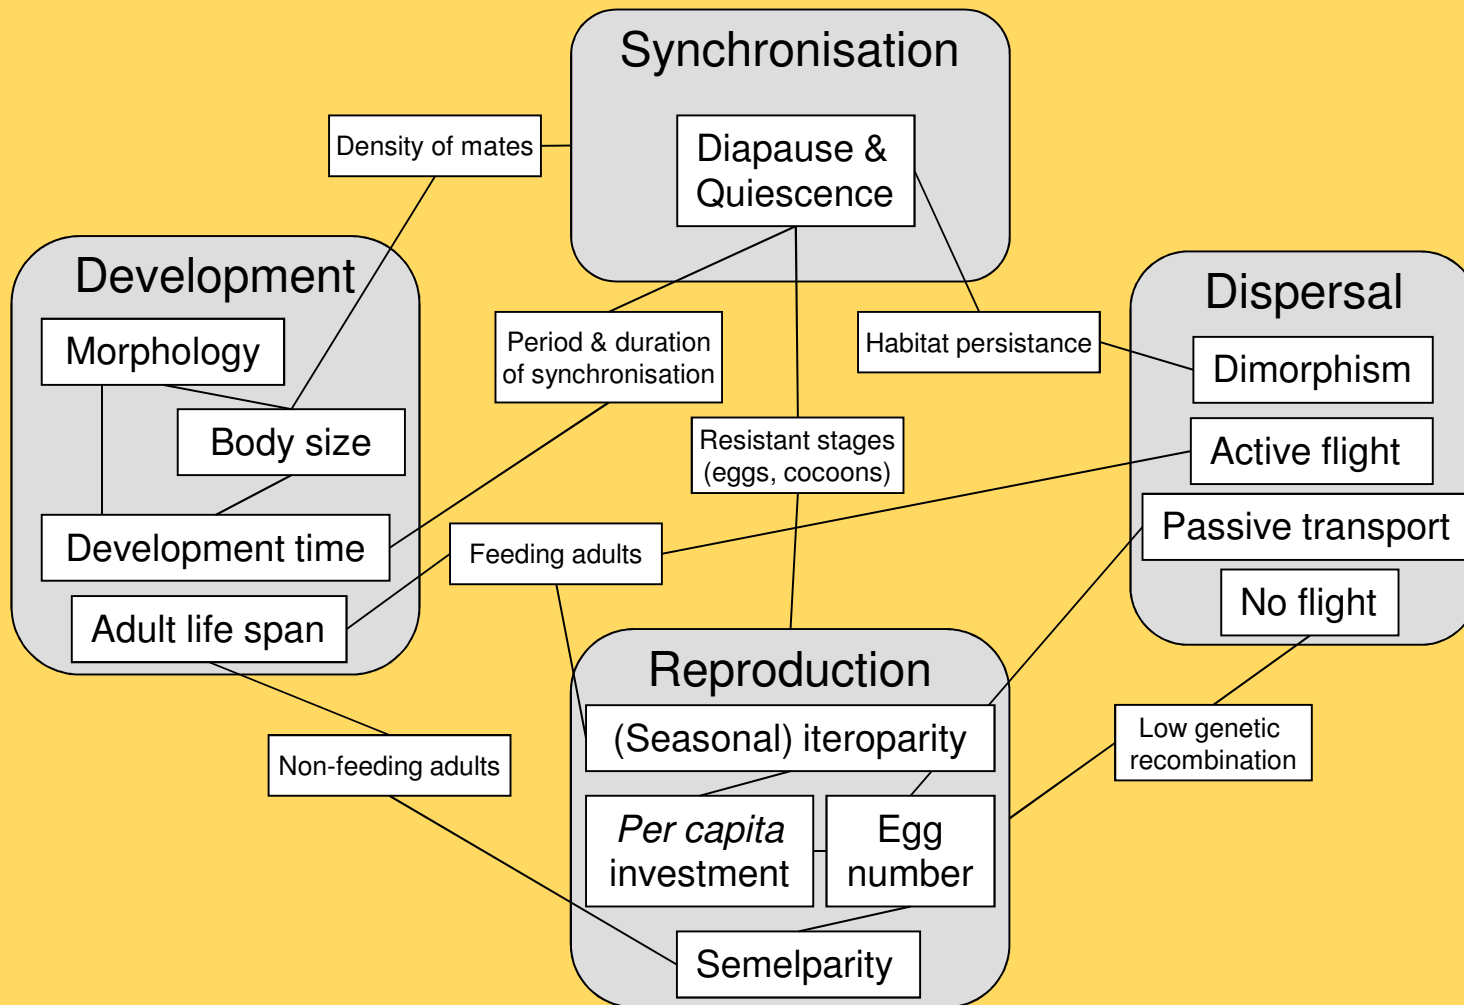 Synchronisation
Density of mates
Diapause &
Quiescence
Development
Morphology
Body size
Development time
Adult life span
Period & duration
of synchronisation
Habitat persistance
Resistant stages
(eggs, cocoons)
Feeding adults
Dispersal
Dimorphism
Active flight
Passive transport
No flight
Non-feeding adults
Reproduction
(Seasonal) iteroparity
Per capita
investment
Egg
number
Semelparity
Low genetic
recombination